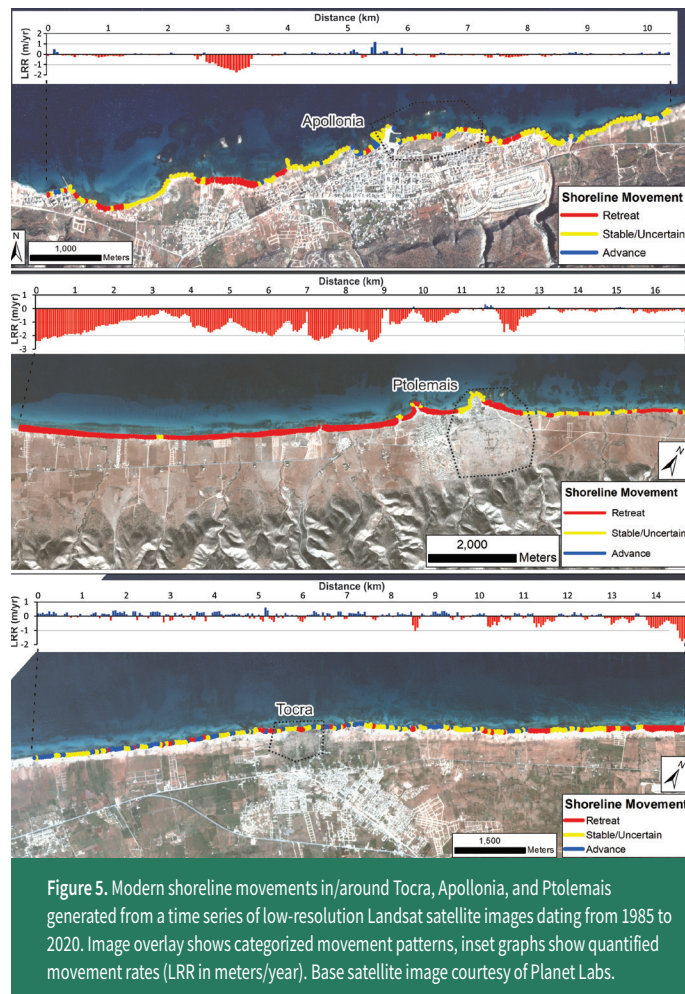 Distance (km)
0 1 2 3 4 5 6 7 8 9 10
LRR (m/yr)
2
1
0
-1
-2
Apollonia
N
1,000
Meters
Shoreline Movement
Retreat
Stable/Uncertain
Advance
Distance (km)
0 1 2 3 4 5 6 7 8 9 10 11 12 13 14 15 16
LRR (m/yr)
1
0
-1
-2
-3
Ptolemais
N
2,000
Meters
Shoreline Movement
Retreat
Stable/Uncertain
Advance
Distance (km)
0 1 2 3 4 5 6 7 8 9 10 11 12 13 14
LRR (m/yr)
1
0
-1
-2
Tocra
N
1,500
Meters
Shoreline Movement
Retreat
Stable/Uncertain
Advance
Figure 5. Modern shoreline movements in/around Tocra, Apollonia, and Ptolemais
generated from a time series of low-resolution Landsat satellite images dating from 1985 to
2020. Image overlay shows categorized movement patterns, inset graphs show quantified
movement rates (LRR in meters/year). Base satellite image courtesy of Planet Labs.